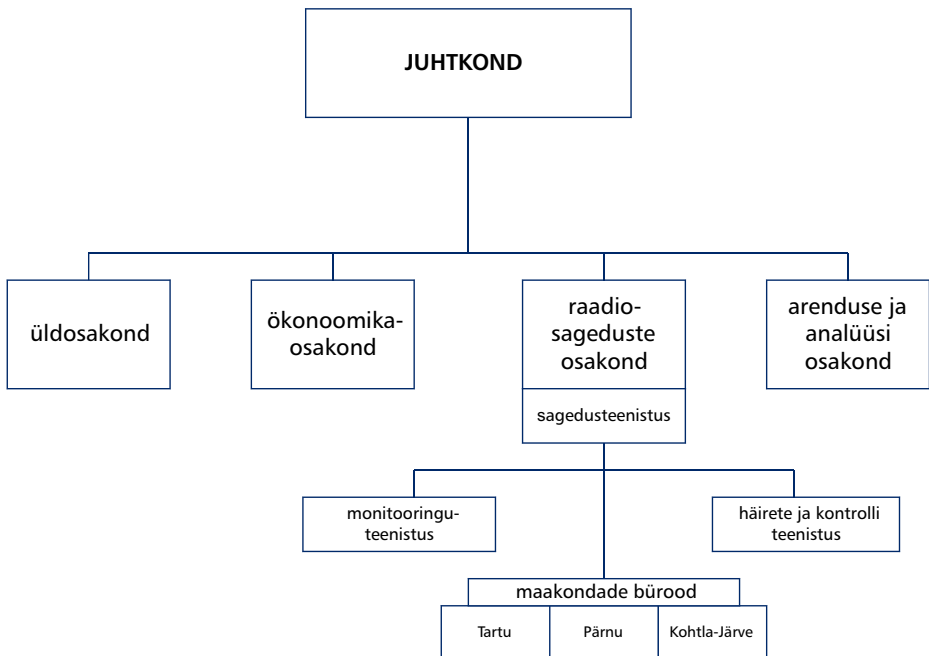 JUHTKOND
üldosakond
ökonoomika-
osakond
raadio-
sageduste
osakond
arenduse ja
analüüsi
osakond
sagedusteenistus
monitooringu-
teenistus
häirete ja kontrolli
teenistus
maakondade bürood
Tartu
Pärnu
Kohtla-Järve